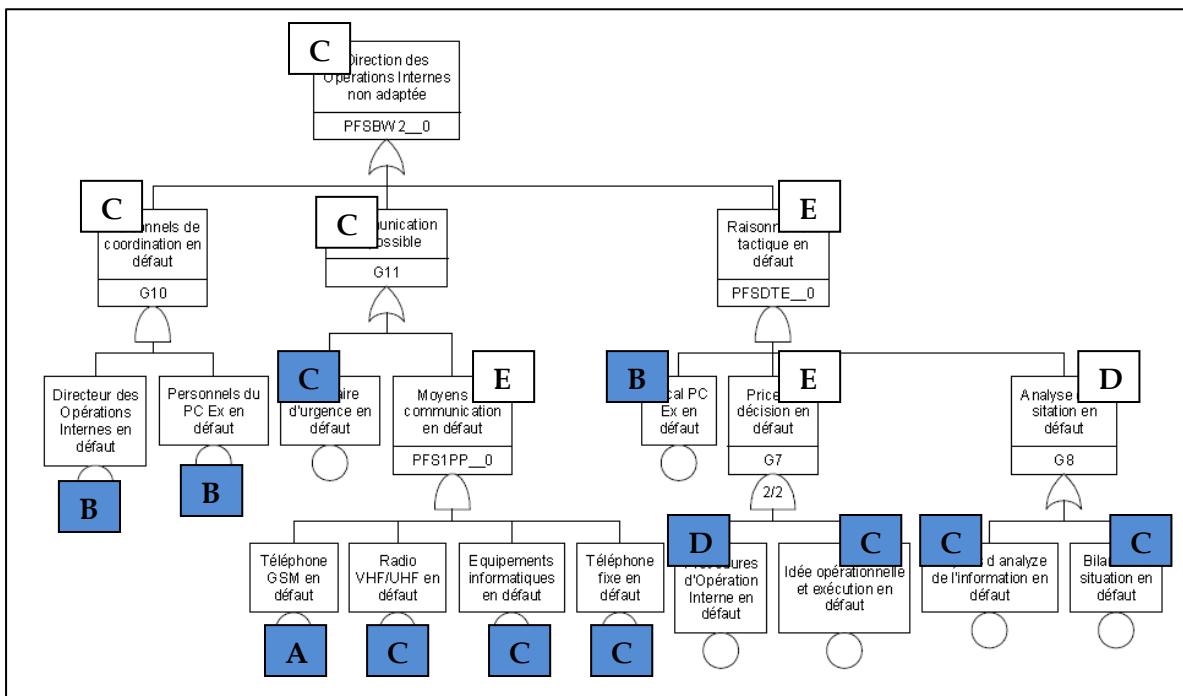 C
Direction des
Opérations Internes
non adaptée
PFSBW2__0
C
onnels de
coordination en
défaut
G10
C
unication
possible
G11
E
Raisonn
tactique en
défaut
PFSDTE__0
Directeur des
Opérations
Internes en
défaut
B
Personnels du
PC Ex en
défaut
B
C
aire
d'urgence en
défaut
E
Moyens
communication
en défaut
PFS1PP__0
B
cal PC
Ex en
défaut
E
Price
décision en
défaut
G7
2/2
D
Analyse
sitation en
défaut
G8
Téléphone
GSM en
défaut
A
Radio
VHF/UHF en
défaut
C
Equipements
informatiques
en défaut
C
Téléphone
fixe en
défaut
C
D
d'Opération
Interne en
défaut
C
Idée opérationnelle
et exécution en
défaut
C
d analyze
de l'information en
défaut
C
Bila
situation en
défaut